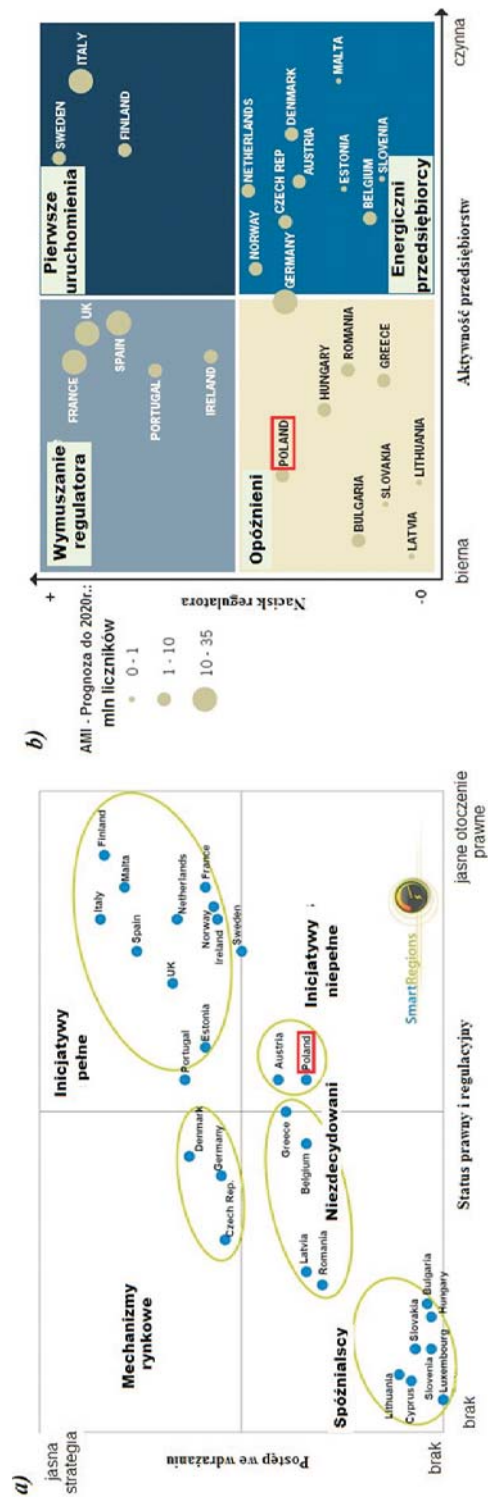 a)
jasna
strategia
Postęp we wdrażaniu
brak
Mechanizmy
rynkowe
Inicjatywy
pełne
Finland
Italy
Malta
Spain
Netherlands
France
UK
Norway
Ireland
Sweden
Portugal
Estonia
Denmark
Germany
Czech Rep.
Austria
Poland
Inicjatywy
niepełne
Greece
Belgium
Niezdecydowani
Latvia
Romania
Spóźnialscy
Lithuania
Cyprus
Slovakia
Bulgaria
Slovenia
Hungary
Luxembourg
SmartRegions
brak
Status prawny i regulacyjny
jasne otoczenie
prawne
b)
AMI - Prognoza do 2020r.:
mln liczników
0 - 1
1 - 10
10 - 35
+
Nacisk regulatora
-0
Wymuszanie
regulatora
FRANCE
UK
SPAIN
PORTUGAL
IRELAND
Pierwsze
uruchomienia
SWEDEN
ITALY
FINLAND
Opóźnieni
POLAND
HUNGARY
ROMANIA
GREECE
BULGARIA
SLOVAKIA
LATVIA
LITHUANIA
NORWAY
NETHERLANDS
GERMANY
CZECH REP
DENMARK
AUSTRIA
MALTA
ESTONIA
BELGIUM
SLOVENIA
Energiczni
przedsiębiorcy
bierna
Aktywność przedsiębiorstw
czynna